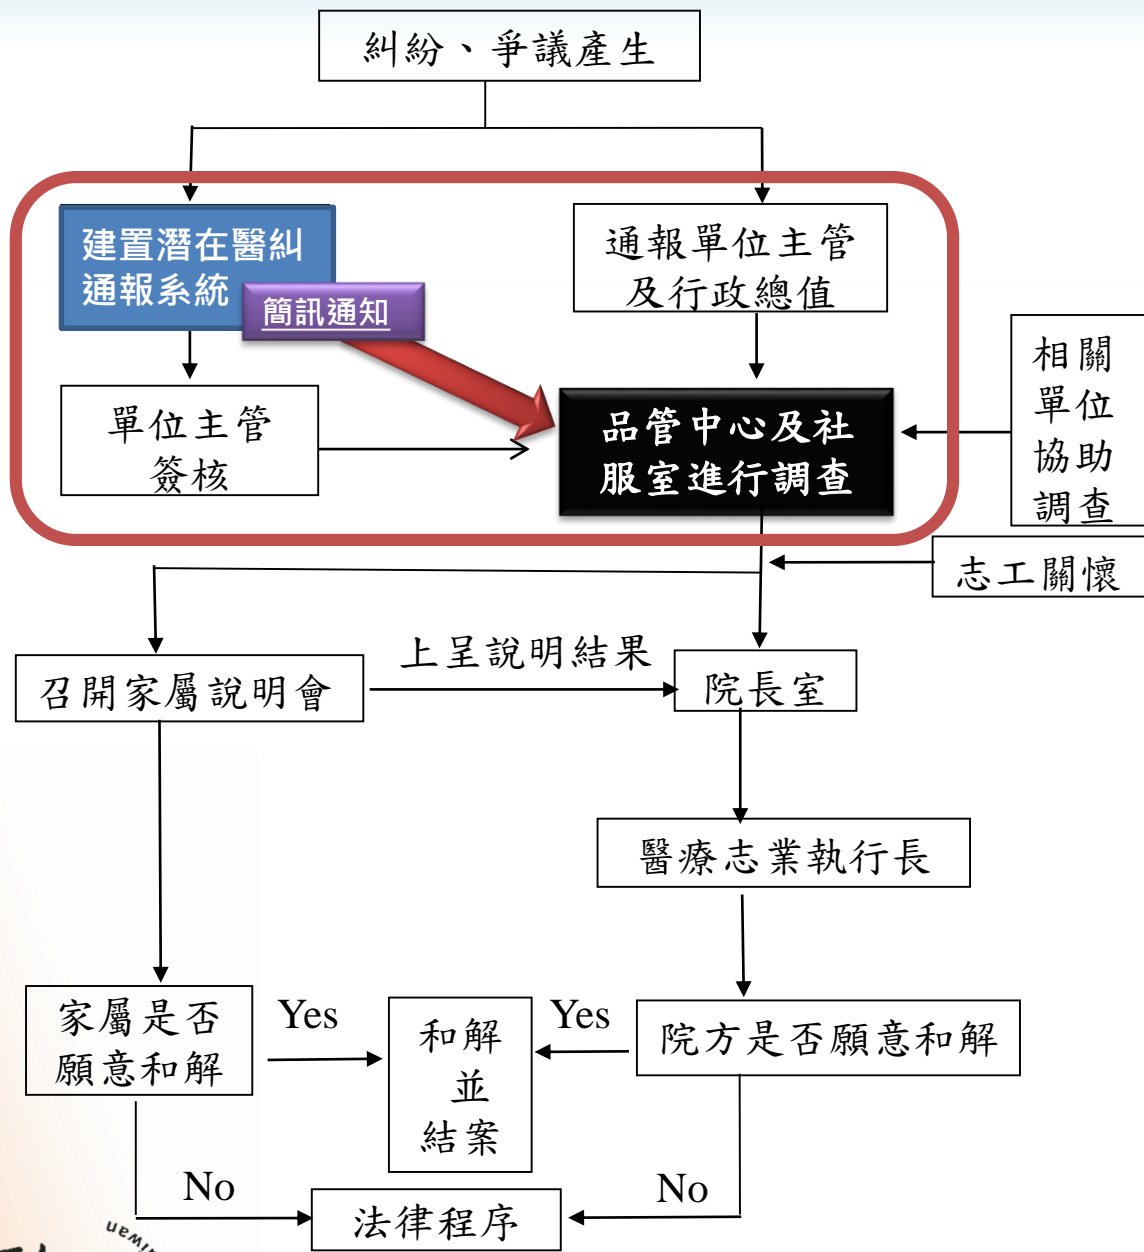 糾紛、爭議產生
建置潛在醫糾
通報系統
簡訊通知
通報單位主管
及行政總值
單位主管
簽核
品管中心及社
服室進行調查
相關
單位
協助
調查
志工關懷
召開家屬說明會
上呈說明結果
院長室
醫療志業執行長
家屬是否
願意和解
Yes
和解
並
結案
Yes
院方是否願意和解
No
法律程序
No